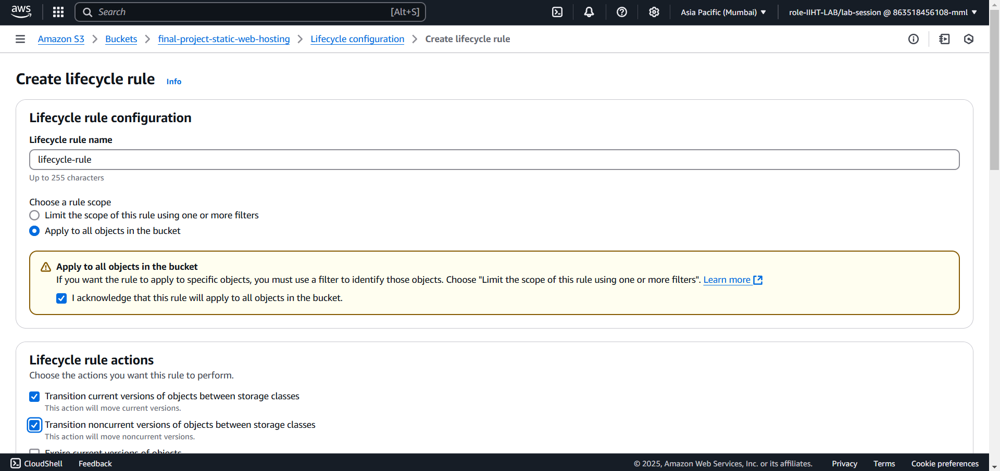 aws Search [Alt+S] Asia Pacific (Mumbai) role-IIHT-LAB/lab-session @ 863518456108-mml
Amazon S3 Buckets final-project-static-web-hosting Lifecycle configuration Create lifecycle rule
Create lifecycle rule Info
Lifecycle rule configuration
Lifecycle rule name
lifecycle-rule
Up to 255 characters
Choose a rule scope
Limit the scope of this rule using one or more filters
Apply to all objects in the bucket
Apply to all objects in the bucket
If you want the rule to apply to specific objects, you must use a filter to identify those objects. Choose "Limit the scope of this rule using one or more filters". Learn more
I acknowledge that this rule will apply to all objects in the bucket.
Lifecycle rule actions
Choose the actions you want this rule to perform.
Transition current versions of objects between storage classes
This action will move current versions.
Transition noncurrent versions of objects between storage classes
This action will move noncurrent versions.
Expire current versions of objects
CloudShell Feedback © 2025, Amazon Web Services, Inc. or its affiliates. Privacy Terms Cookie preferences